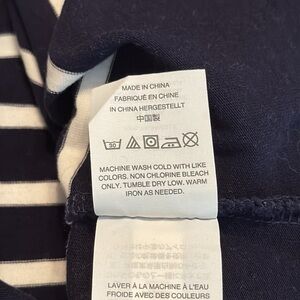 MADE IN CHINA
FABRIQUÉ EN CHINE
IN CHINA HERGESTELLT
中国製
30
MACHINE WASH COLD WITH LIKE
COLORS. NON CHLORINE BLEACH
ONLY. TUMBLE DRY LOW. WARM
IRON AS NEEDED.
LAVER À LA MACHINE À L'EAU
FROIDE AVEC DES COULEURS